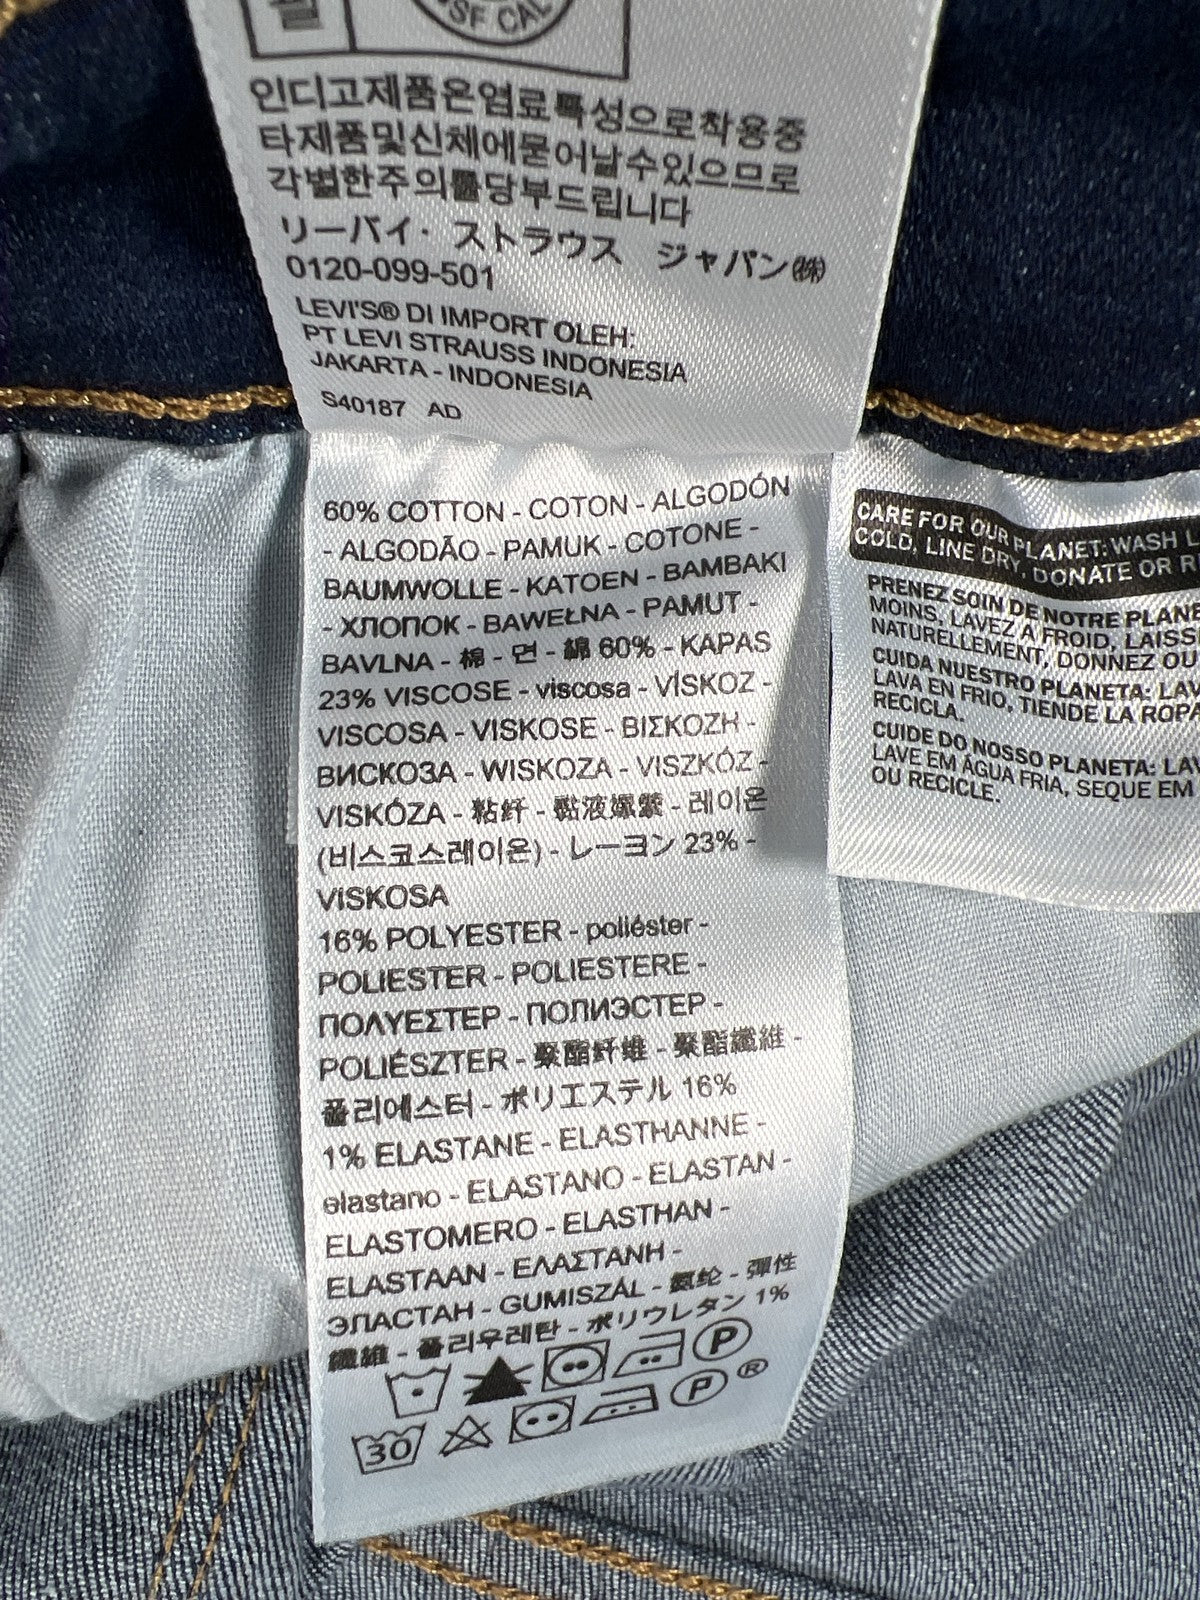 필
SF CAL
인디고제품은염료특성으로착용중
타제품및신체에묻어날수있으므로
각별한주의를당부드립니다
リーバイ・ストラウス ジャパン㈱
0120-099-501
LEVI'S® DI IMPORT OLEH:
PT LEVI STRAUSS INDONESIA
JAKARTA - INDONESIA
S40187 AD
60% COTTON - COTON - ALGODÓN
- ALGODÃO - PAMUK - COTONE -
BAUMWOLLE - KATOEN - BAMBAKI
- ХЛОПОК - BAWEŁNA - PAMUT -
BAVLNA - 棉 - 면 - 綿 60% - KAPAS
23% VISCOSE - viscosa - VİSKOZ -
VISCOSA - VISKOSE - ΒΙΣΚΟΖΗ -
ВИСКОЗА - WISKOZA - VISZKÓZ -
VISKÓZA - 粘纤 - 黏液嫘縈 - 레이온
(비스코스레이온) - レーヨン 23% -
VISKOSA
16% POLYESTER - poliéster -
POLIESTER - POLIESTERE -
ΠΟΛΥΕΣΤΕΡ - ПОЛИЭСТЕР -
POLIÉSZTER - 聚酯纤维 - 聚酯纖維 -
폴리에스터 - ポリエステル 16%
1% ELASTANE - ELASTHANNE -
elastano - ELASTANO - ELASTAN -
ELASTOMERO - ELASTHAN -
ELASTAAN - ΕΛΑΣΤΑΝΗ -
ЭЛАСТАН - GUMISZÁL - 氨纶 - 彈性
纖維 - 폴리우레탄 - ポリウレタン 1%
P
30 P ®
CARE FOR OUR PLANET: WASH L
COLD, LINE DRY, DONATE OR R
PRENEZ SOIN DE NOTRE PLANÈ
MOINS, LAVEZ À FROID, LAISS
NATURELLEMENT, DONNEZ OU
CUIDA NUESTRO PLANETA: LAV
LAVA EN FRIO, TIENDE LA ROPA
RECICLA.
CUIDE DO NOSSO PLANETA: LAV
LAVE EM ÁGUA FRIA, SEQUE EM
OU RECICLE.